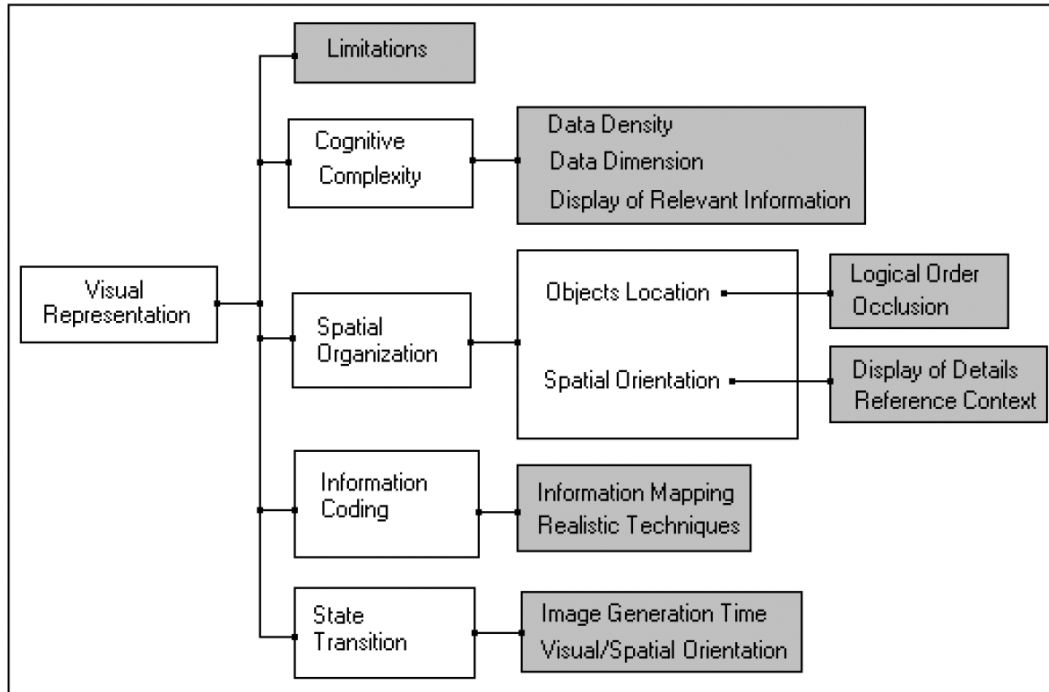 Limitations
Cognitive
Complexity
Data Density
Data Dimension
Display of Relevant Information
Visual
Representation
Spatial
Organization
Objects Location
Spatial Orientation
Logical Order
Occlusion
Display of Details
Reference Context
Information
Coding
Information Mapping
Realistic Techniques
State
Transition
Image Generation Time
Visual/Spatial Orientation